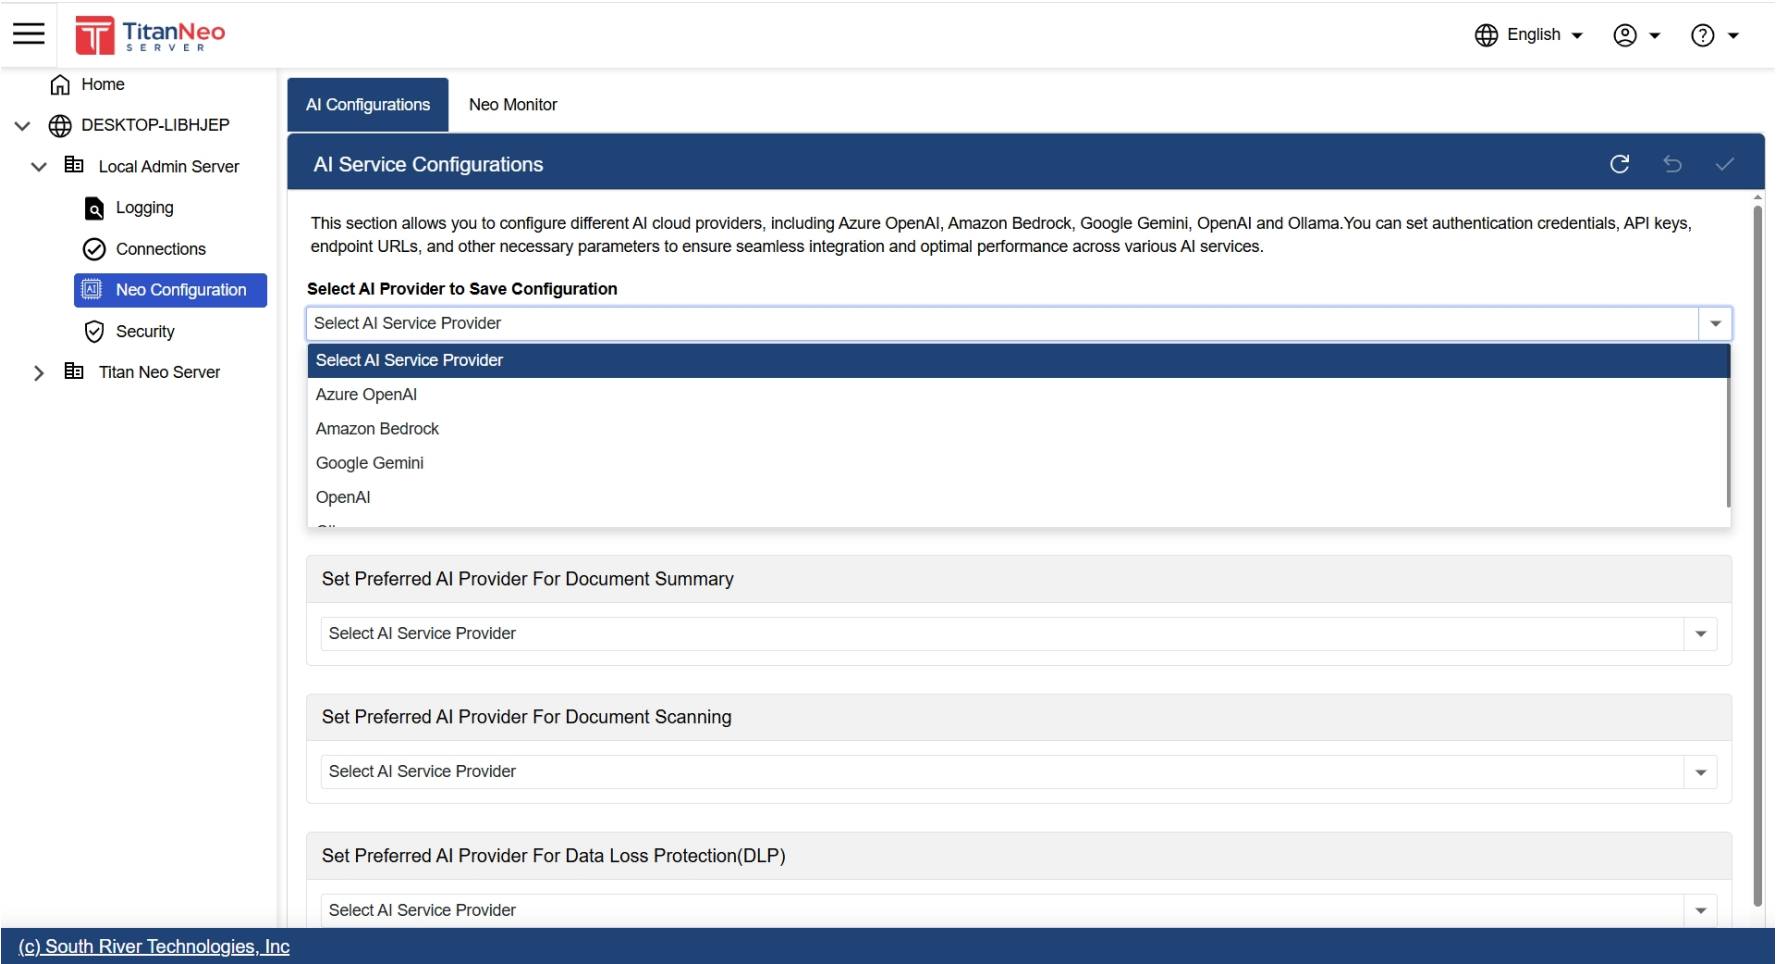 TitanNeo
SERVER
English
Home
DESKTOP-LIBHJEP
Local Admin Server
Logging
Connections
Neo Configuration
Security
Titan Neo Server
AI Configurations
Neo Monitor
AI Service Configurations
This section allows you to configure different AI cloud providers, including Azure OpenAI, Amazon Bedrock, Google Gemini, OpenAI and Ollama.You can set authentication credentials, API keys,
endpoint URLs, and other necessary parameters to ensure seamless integration and optimal performance across various AI services.
Select AI Provider to Save Configuration
Select AI Service Provider
Select AI Service Provider
Azure OpenAI
Amazon Bedrock
Google Gemini
OpenAI
Set Preferred AI Provider For Document Summary
Select AI Service Provider
Set Preferred AI Provider For Document Scanning
Select AI Service Provider
Set Preferred AI Provider For Data Loss Protection(DLP)
Select AI Service Provider
(c) South River Technologies, Inc